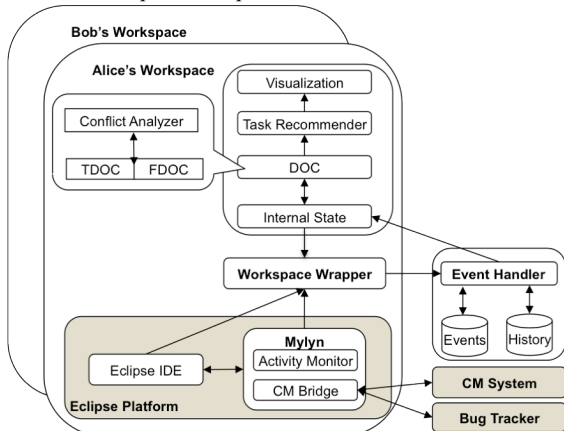 Bob's Workspace
Alice's Workspace
Visualization
Conflict Analyzer
Task Recommender
TDOC
FDOC
DOC
Internal State
Workspace Wrapper
Event Handler
Events
History
Mylyn
Activity Monitor
Eclipse IDE
CM Bridge
CM System
Eclipse Platform
Bug Tracker